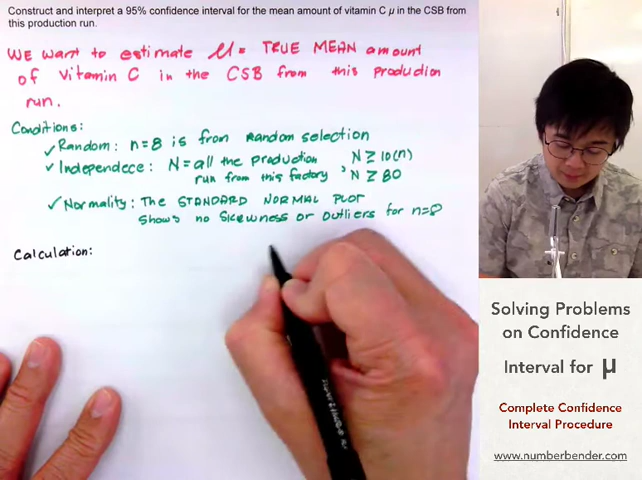 Construct and interpret a 95% confidence interval for the mean amount of vitamin C μ in the CSB from
this production run.
WE want to estimate μ = TRUE MEAN amount
of Vitamin C in the CSB from this production
run.
Conditions:
✓Random: n=8 is from Random selection
✓Independece: N=all the production N ≥ 10(n)
run from this factory, N ≥ 80
✓Normality: The STANDARD NORMAL PLOT
shows no skewness or outliers for n=8
Calculation:
Solving Problems
on Confidence
Interval for μ
Complete Confidence
Interval Procedure
www.numberbender.com